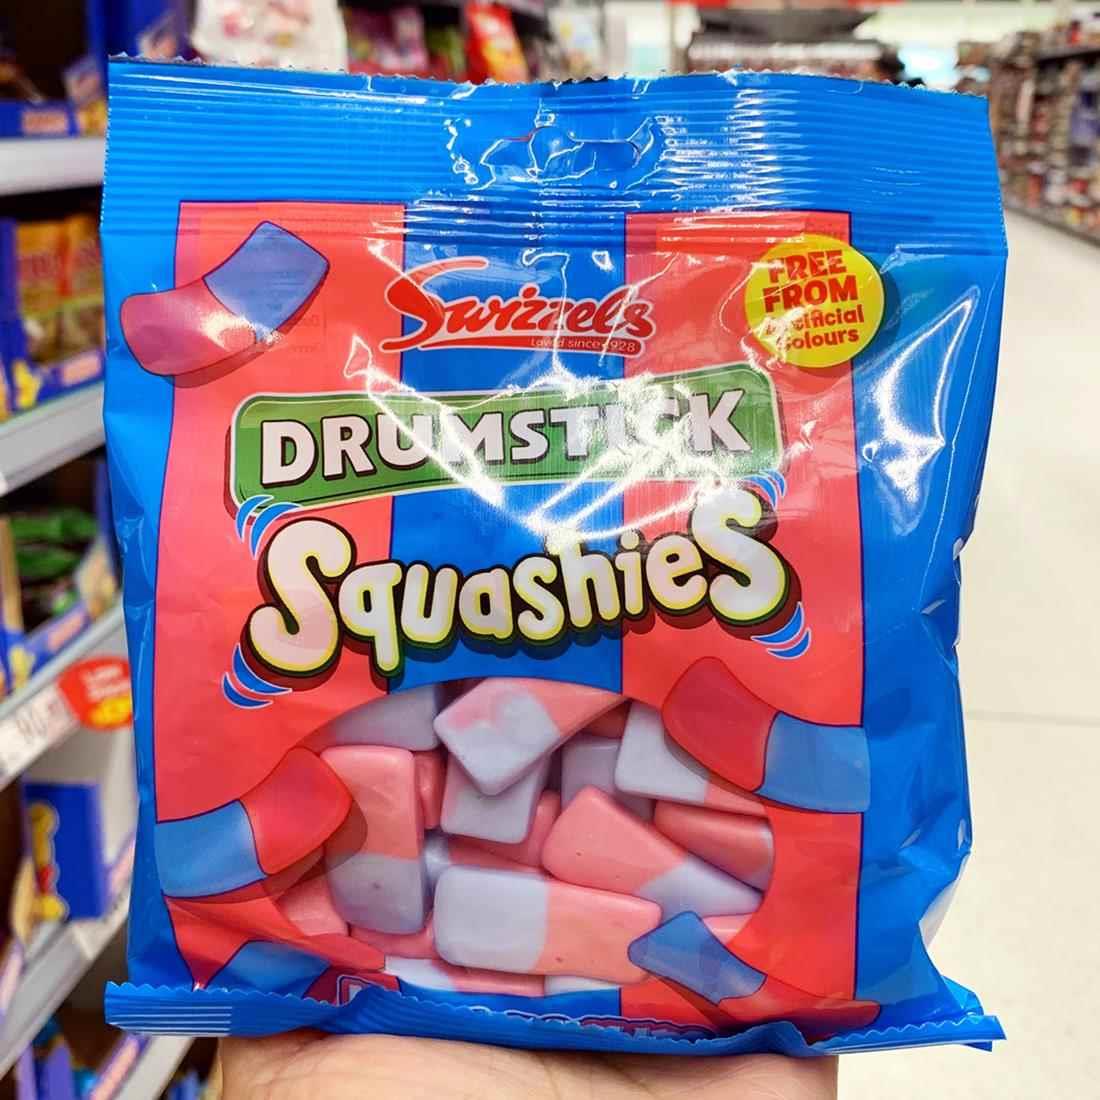 Swizzels
Loved since 1928
FREE
FROM
Artificial
Colours
DRUMSTICK
Squashies